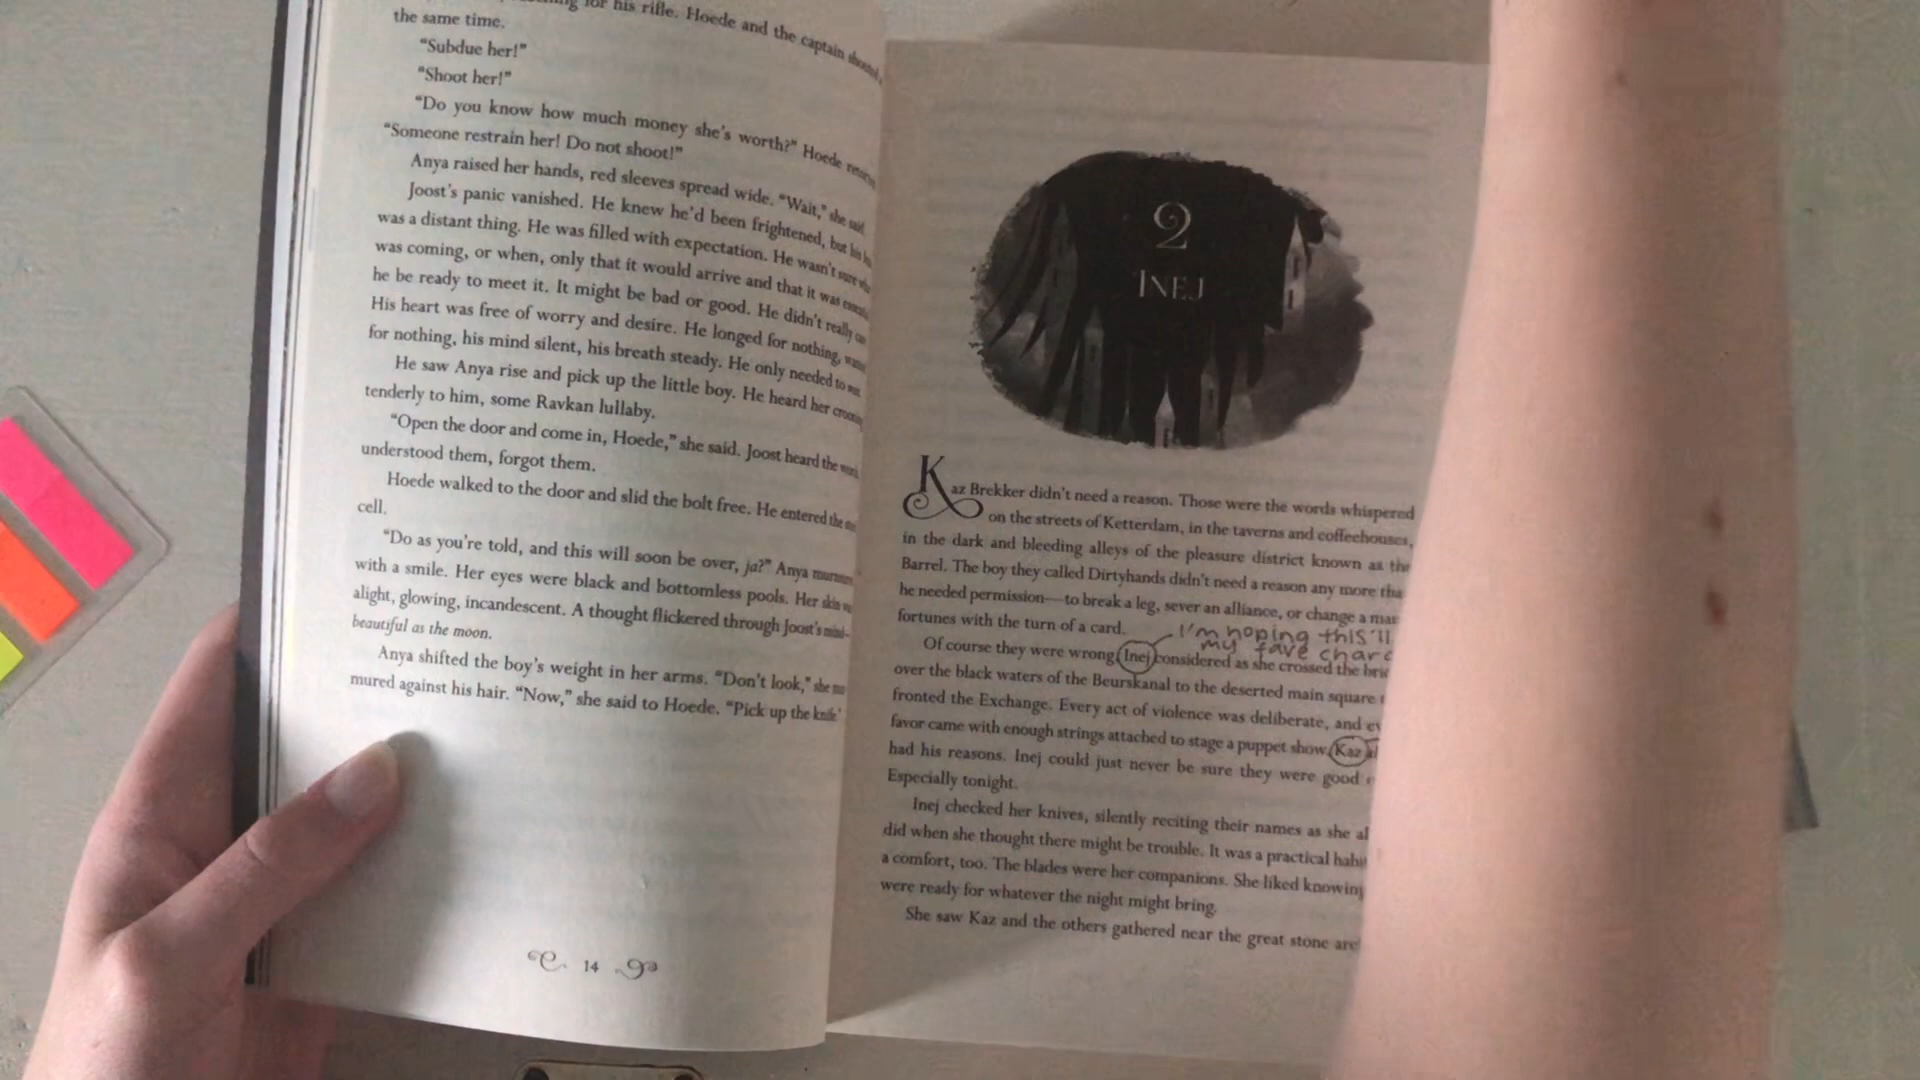 for his rifle. Hoede and the captain shouted
the same time.
“Subdue her!”
“Shoot her!”
“Do you know how much money she’s worth?” Hoede
“Someone restrain her! Do not shoot!”
Anya raised her hands, red sleeves spread wide. “Wait,” she said.
Joost’s panic vanished. He knew he’d been frightened, but his
was a distant thing. He was filled with expectation. He wasn’t sure
was coming, or when, only that it would arrive and that it was
he be ready to meet it. It might be bad or good. He didn’t really
His heart was free of worry and desire. He longed for nothing,
for nothing, his mind silent, his breath steady. He only needed to
He saw Anya rise and pick up the little boy. He heard her
tenderly to him, some Ravkan lullaby.
“Open the door and come in, Hoede,” she said. Joost heard the
understood them, forgot them.
Hoede walked to the door and slid the bolt free. He entered the
cell.
“Do as you’re told, and this will soon be over, ja?” Anya
with a smile. Her eyes were black and bottomless pools. Her skin
alight, glowing, incandescent. A thought flickered through Joost’s mind—
beautiful as the moon.
Anya shifted the boy’s weight in her arms. “Don’t look,” she
mured against his hair. “Now,” she said to Hoede. “Pick up the knife
14
2
INEJ
Kaz Brekker didn’t need a reason. Those were the words whispered
on the streets of Ketterdam, in the taverns and coffeehouses,
in the dark and bleeding alleys of the pleasure district known as the
Barrel. The boy they called Dirtyhands didn’t need a reason any more
he needed permission—to break a leg, sever an alliance, or change a
fortunes with the turn of a card.
I'm hoping this'll
my fave
Of course they were wrong, Inej considered as she crossed the
over the black waters of the Beurskanal to the deserted main square
fronted the Exchange. Every act of violence was deliberate, and
favor came with enough strings attached to stage a puppet show. Kaz
had his reasons. Inej could just never be sure they were good
Especially tonight.
Inej checked her knives, silently reciting their names as she
did when she thought there might be trouble. It was a practical
a comfort, too. The blades were her companions. She liked
were ready for whatever the night might bring.
She saw Kaz and the others gathered near the great stone